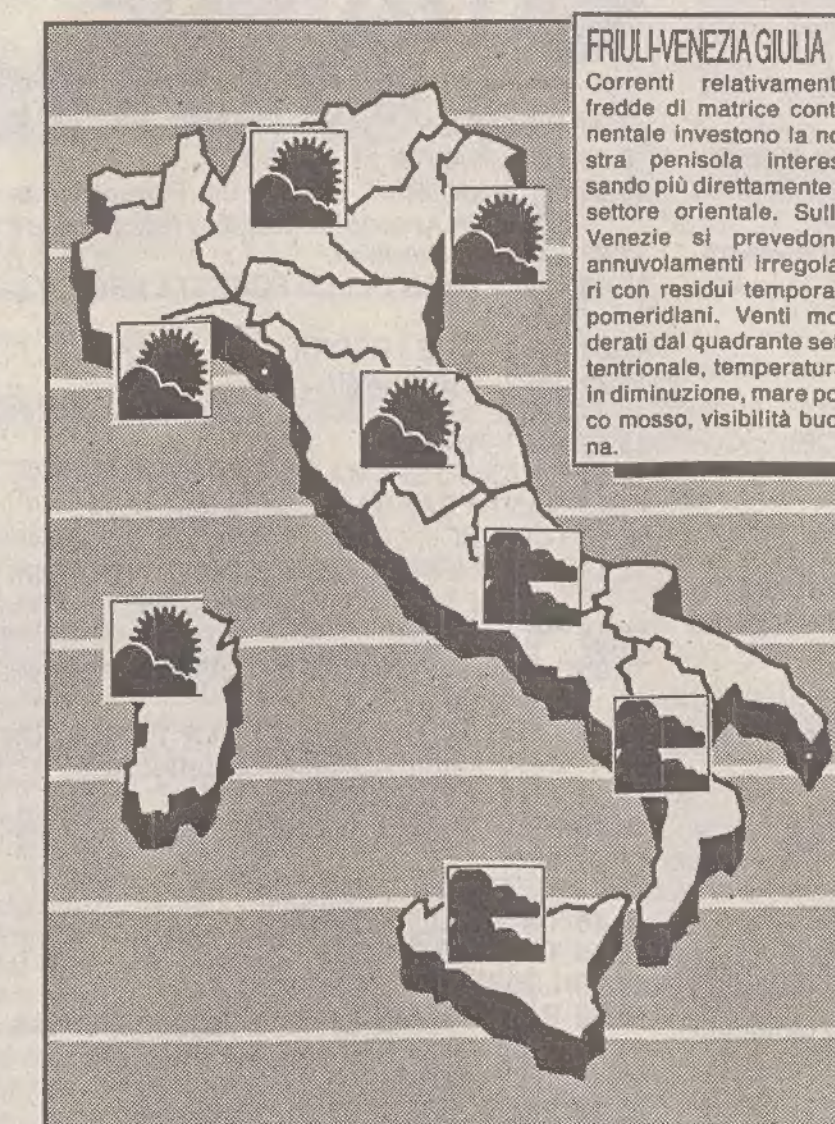 FRIULI-VENEZIA GIULIA
Correnti relativament
fredde di matrice cont
nentale investono la no
stra penisola interes
sando più direttamente
settore orientale. Sull
Venezie si prevedon
annuvolamenti irregola
ri con residui tempora
pomeridiani. Venti mo
derati dal quadrante set
tentrionale, temperatur
in diminuzione, mare po
co mosso, visibilità buo
na.